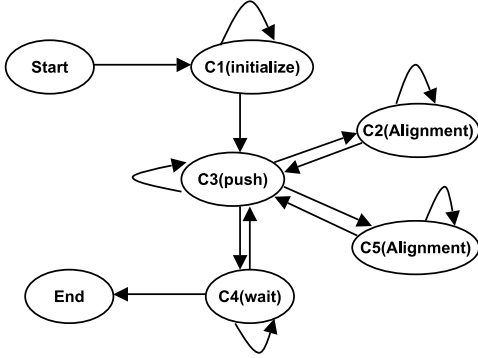 Start
C1(initialize)
C2(Alignment)
C3(push)
C5(Alignment)
End
C4(wait)